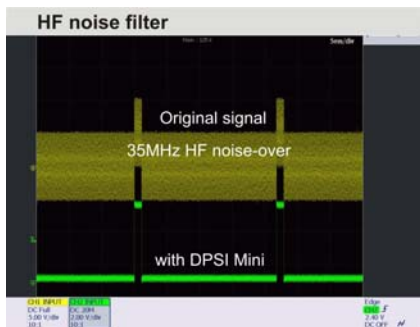 HF noise filter
5ms/div
Original signal
35MHz HF noise-over
with DPSI Mini
CH1 INPUT
DC Full
5.00 V/div
10:1
CH2 INPUT
DC 20M
2.00 V/div
10:1
Edge
CH1
2.40 V
DC OFF